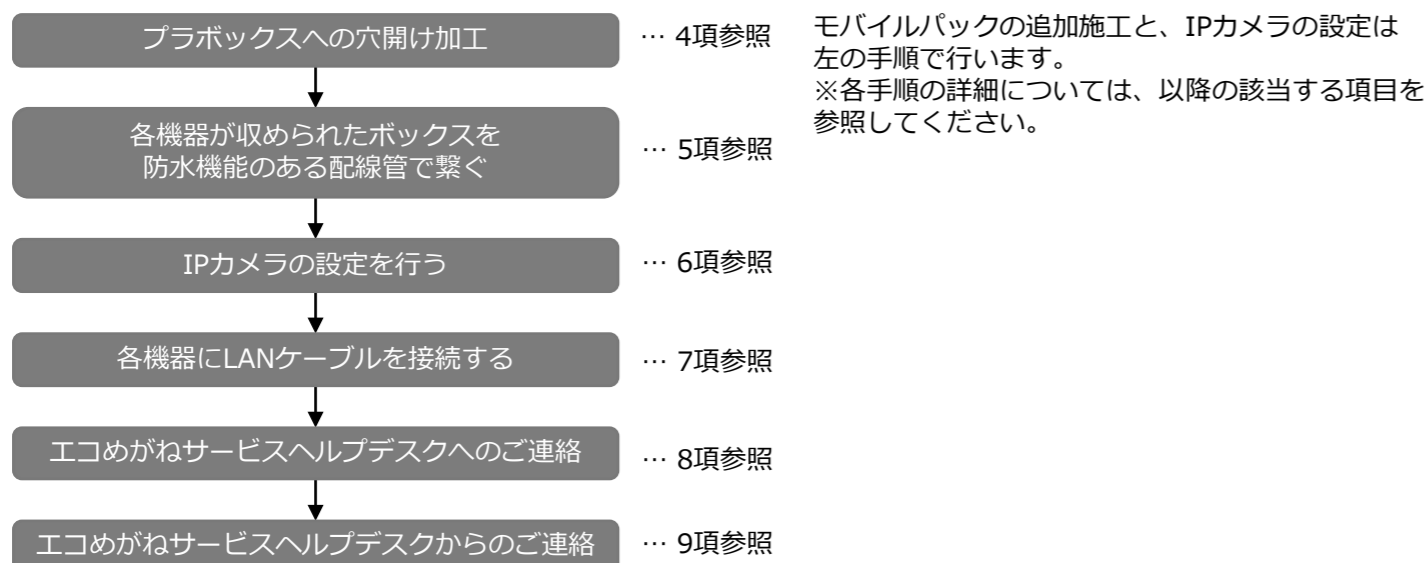 プラボックスへの穴開け加工
… 4項参照
各機器が収められたボックスを
防水機能のある配線管で繋ぐ
… 5項参照
IPカメラの設定を行う
… 6項参照
各機器にLANケーブルを接続する
… 7項参照
エコめがねサービスヘルプデスクへのご連絡
… 8項参照
エコめがねサービスヘルプデスクからのご連絡
… 9項参照
モバイルパックの追加施工と、IPカメラの設定は
左の手順で行います。
※各手順の詳細については、以降の該当する項目を
参照してください。